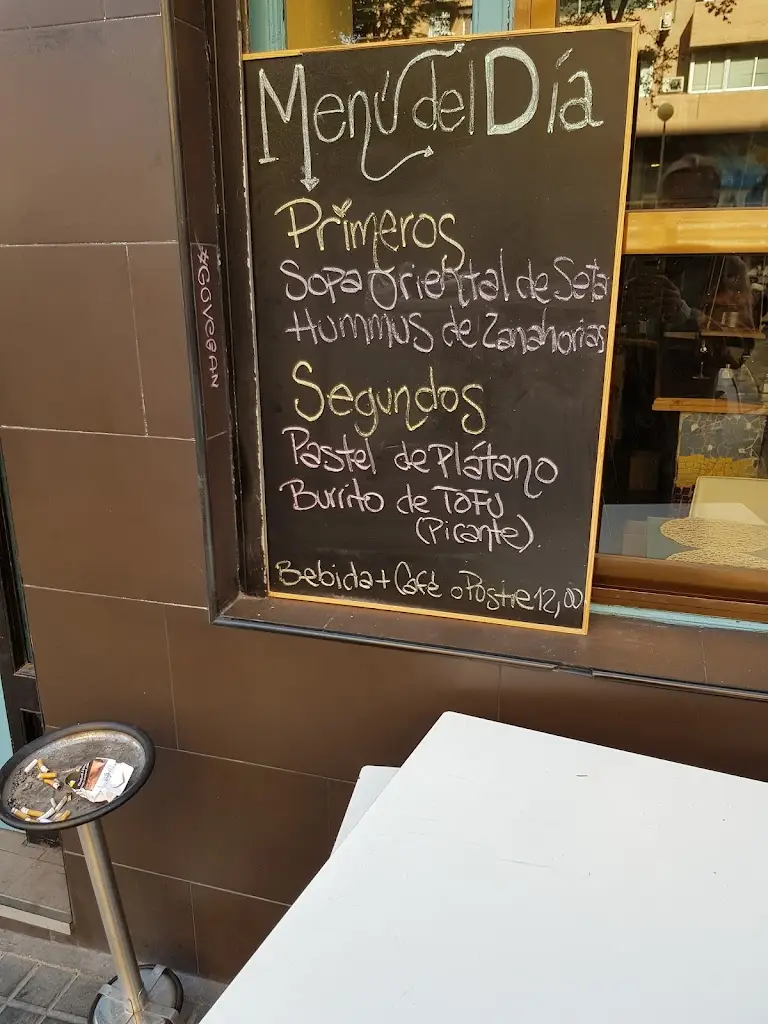 Menú del Día
Primeros
Sopa Oriental de Seta
Hummus de Zanahorias
Segundos
Pastel de Plátano
Burrito de Tofu
(Picante)
Bebida + Café o Postre 12,00
#GOVEGAN